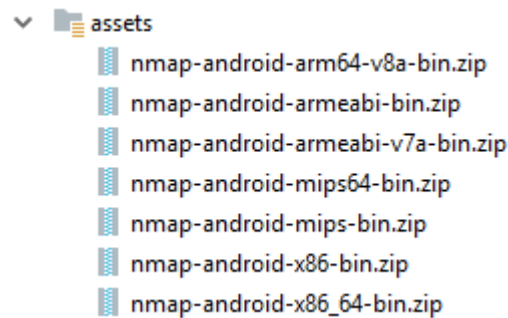 assets
nmap-android-arm64-v8a-bin.zip
nmap-android-armeabi-bin.zip
nmap-android-armeabi-v7a-bin.zip
nmap-android-mips64-bin.zip
nmap-android-mips-bin.zip
nmap-android-x86-bin.zip
nmap-android-x86_64-bin.zip